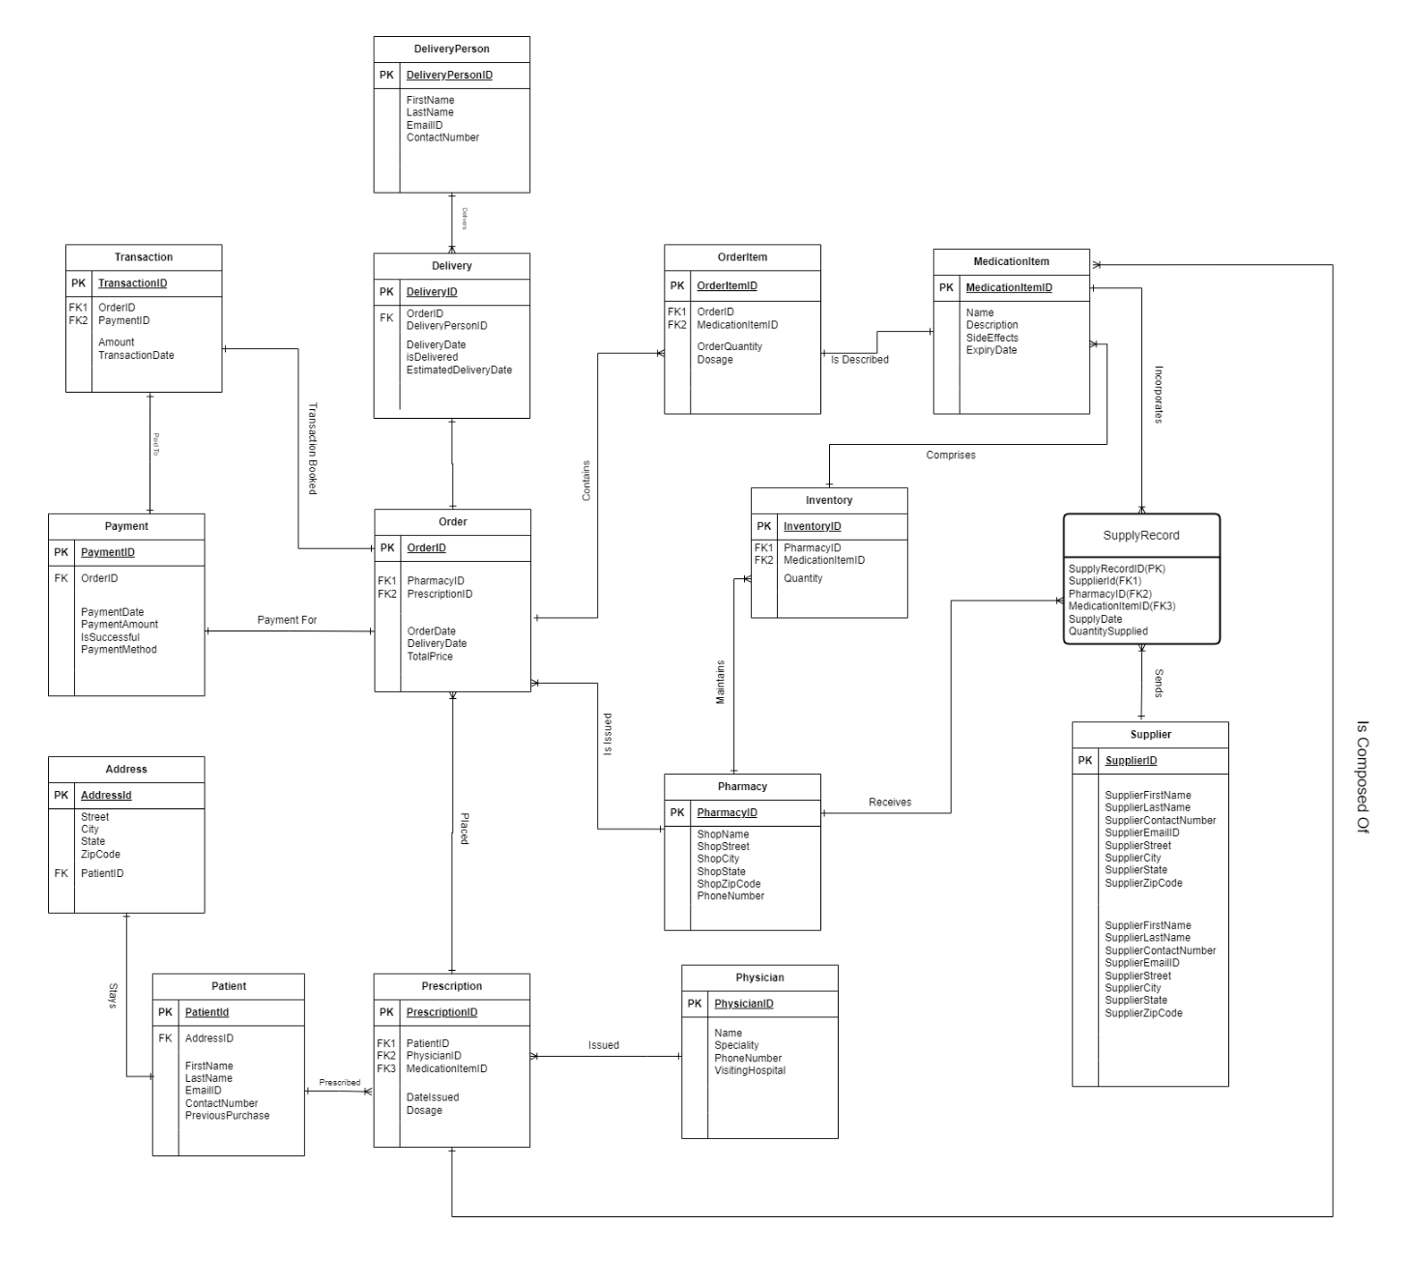 DeliveryPerson
PK DeliveryPersonID
FirstName
LastName
EmailID
ContactNumber
Delivers
Transaction
PK TransactionID
FK1 OrderID
FK2 PaymentID
Amount
TransactionDate
Delivery
PK DeliveryID
FK OrderID
DeliveryPersonID
DeliveryDate
isDelivered
EstimatedDeliveryDate
OrderItem
PK OrderItemID
FK1 OrderID
FK2 MedicationItemID
OrderQuantity
Dosage
Is Described
MedicationItem
PK MedicationItemID
Name
Description
SideEffects
ExpiryDate
Incorporates
Paid To
Transaction Booked
Contains
Comprises
Payment
PK PaymentID
FK OrderID
PaymentDate
PaymentAmount
IsSuccessful
PaymentMethod
Payment For
Order
PK OrderID
FK1 PharmacyID
FK2 PrescriptionID
OrderDate
DeliveryDate
TotalPrice
Inventory
PK InventoryID
FK1 PharmacyID
FK2 MedicationItemID
Quantity
SupplyRecord
SupplyRecordID(PK)
SupplierId(FK1)
PharmacyID(FK2)
MedicationItemID(FK3)
SupplyDate
QuantitySupplied
Is Issued
Maintains
Sends
Is Composed Of
Address
PK AddressId
Street
City
State
ZipCode
FK PatientID
Placed
Pharmacy
PK PharmacyID
ShopName
ShopStreet
ShopCity
ShopState
ShopZipCode
PhoneNumber
Receives
Supplier
PK SupplierID
SupplierFirstName
SupplierLastName
SupplierContactNumber
SupplierEmailID
SupplierStreet
SupplierCity
SupplierState
SupplierZipCode
SupplierFirstName
SupplierLastName
SupplierContactNumber
SupplierEmailID
SupplierStreet
SupplierCity
SupplierState
SupplierZipCode
Stays
Patient
PK PatientId
FK AddressID
FirstName
LastName
EmailID
ContactNumber
PreviousPurchase
Prescribed
Prescription
PK PrescriptionID
FK1 PatientID
FK2 PhysicianID
FK3 MedicationItemID
DateIssued
Dosage
Issued
Physician
PK PhysicianID
Name
Speciality
PhoneNumber
VisitingHospital